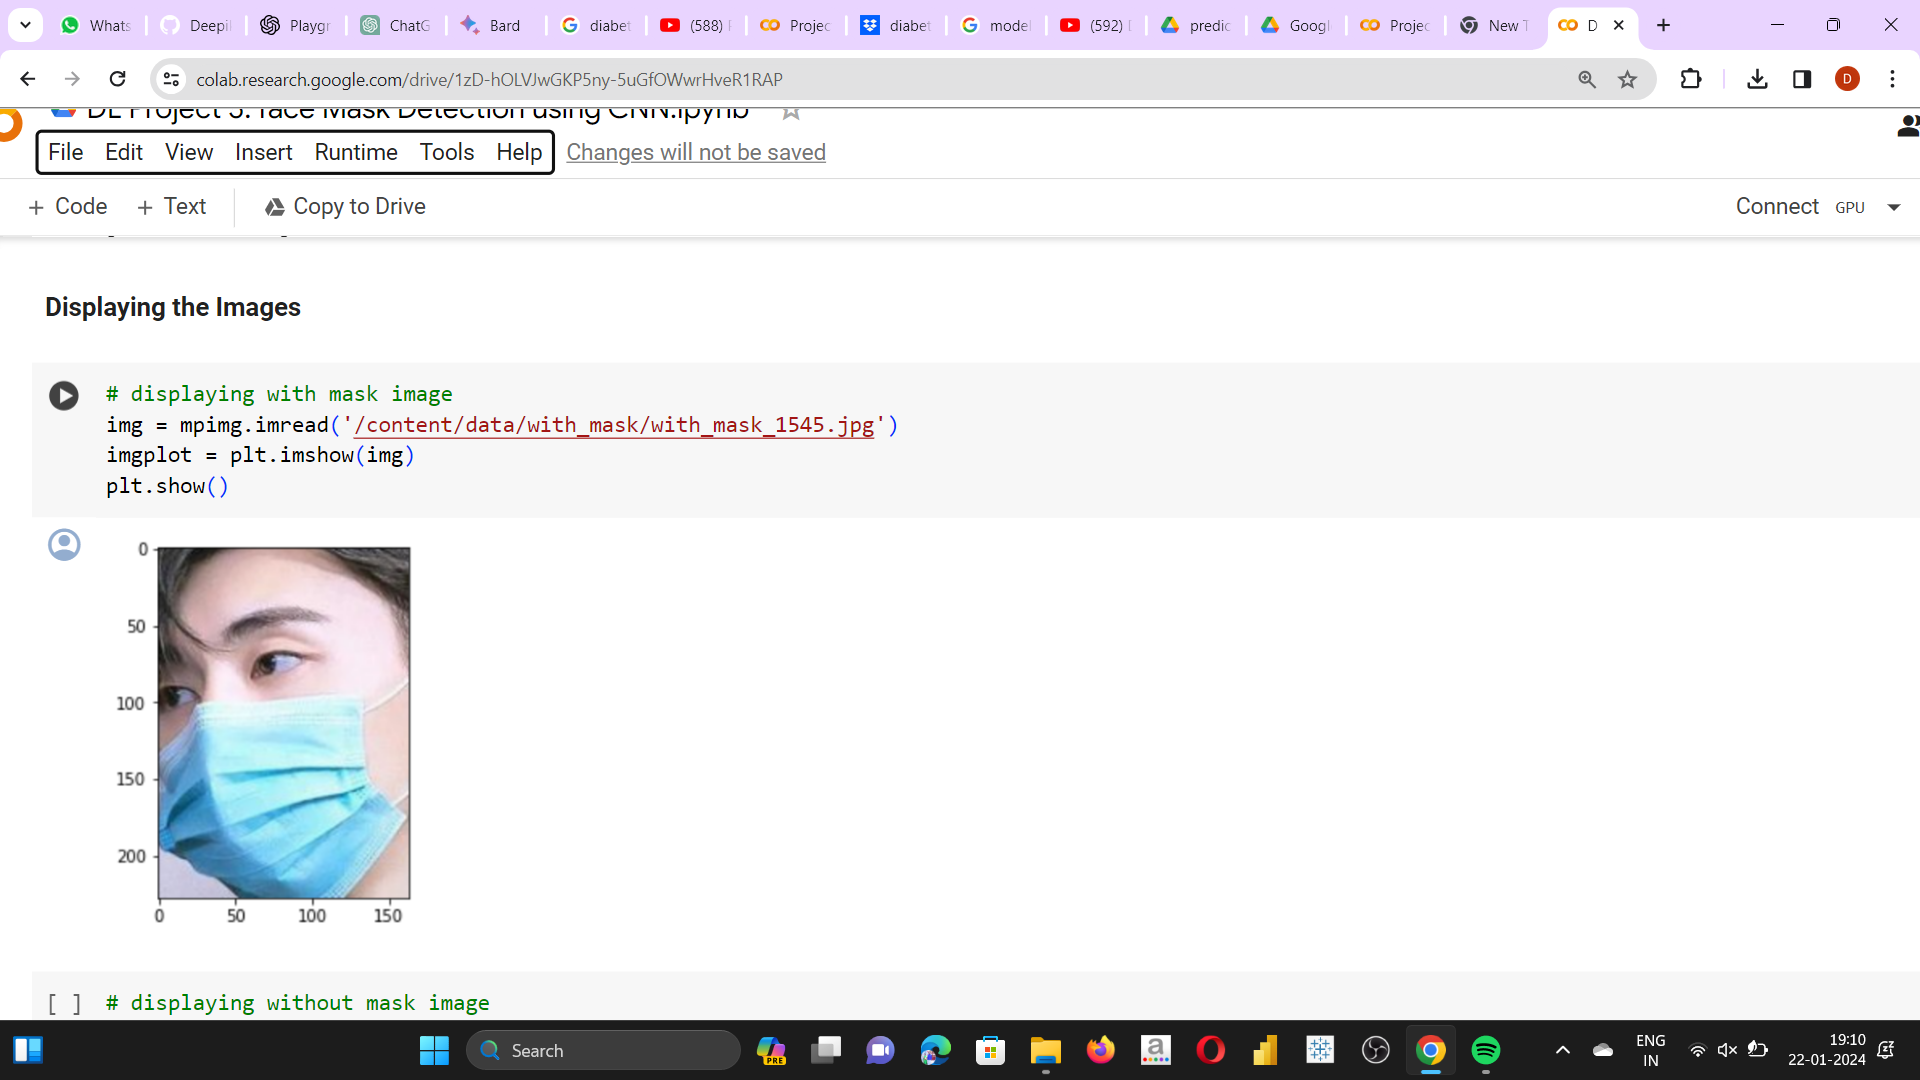 Whats
Deepil
Playgr
ChatG
Bard
diabet
(588)
Projec
diabet
model
(592)
predic
Googl
Projec
New T
D
colab.research.google.com/drive/1zD-hOLVJwGKP5ny-5uGfOWwrHveR1RAP
D
DL Project 5. face Mask Detection using CNN.ipynb
File Edit View Insert Runtime Tools Help Changes will not be saved
+ Code + Text Copy to Drive Connect GPU
Displaying the Images
# displaying with mask image
img = mpimg.imread('/content/data/with_mask/with_mask_1545.jpg')
imgplot = plt.imshow(img)
plt.show()
0
50
100
150
200
0 50 100 150
[ ] # displaying without mask image
Search
PRE
a
ENG
IN
19:10
22-01-2024